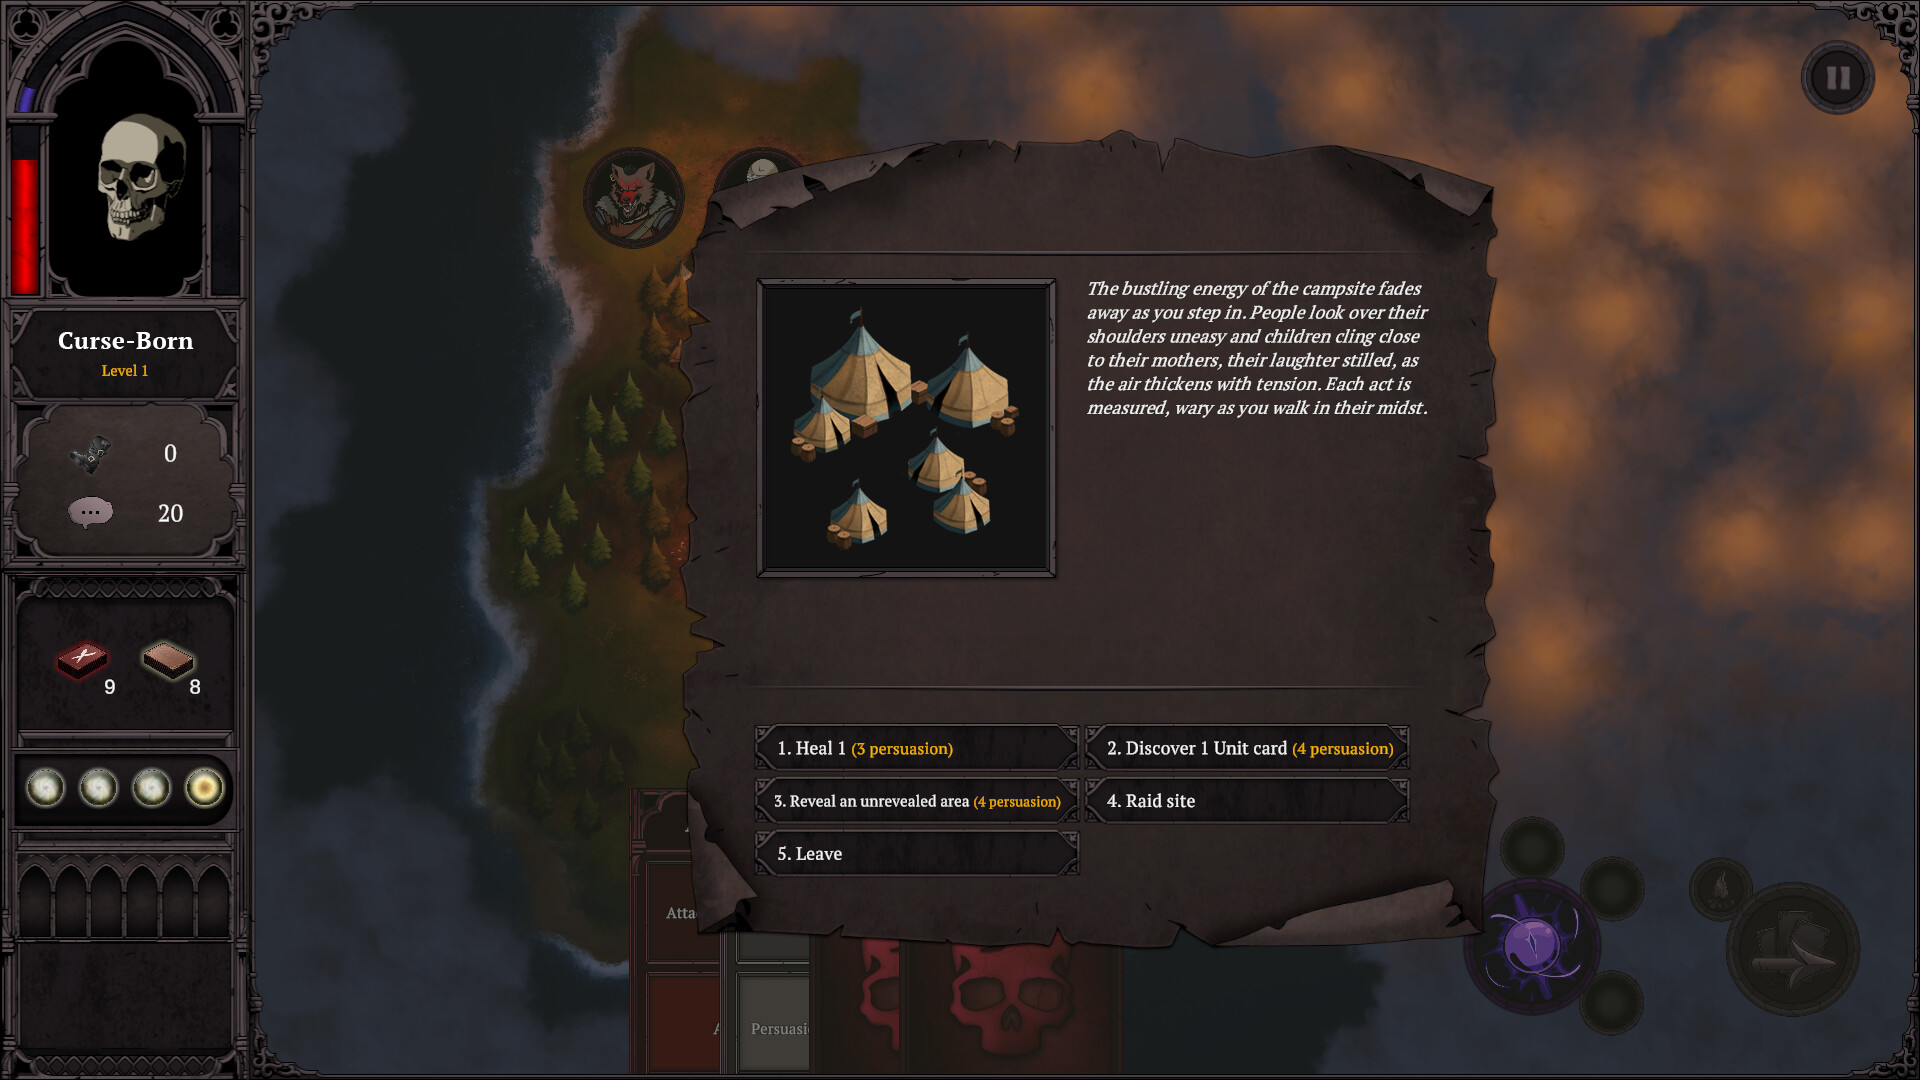 Curse-Born
Level 1
0
20
9
8
The bustling energy of the campsite fades
away as you step in. People look over their
shoulders uneasy and children cling close
to their mothers, their laughter stilled, as
the air thickens with tension. Each act is
measured, wary as you walk in their midst.
1. Heal 1 (3 persuasion)
2. Discover 1 Unit card (4 persuasion)
3. Reveal an unrevealed area (4 persuasion)
4. Raid site
5. Leave